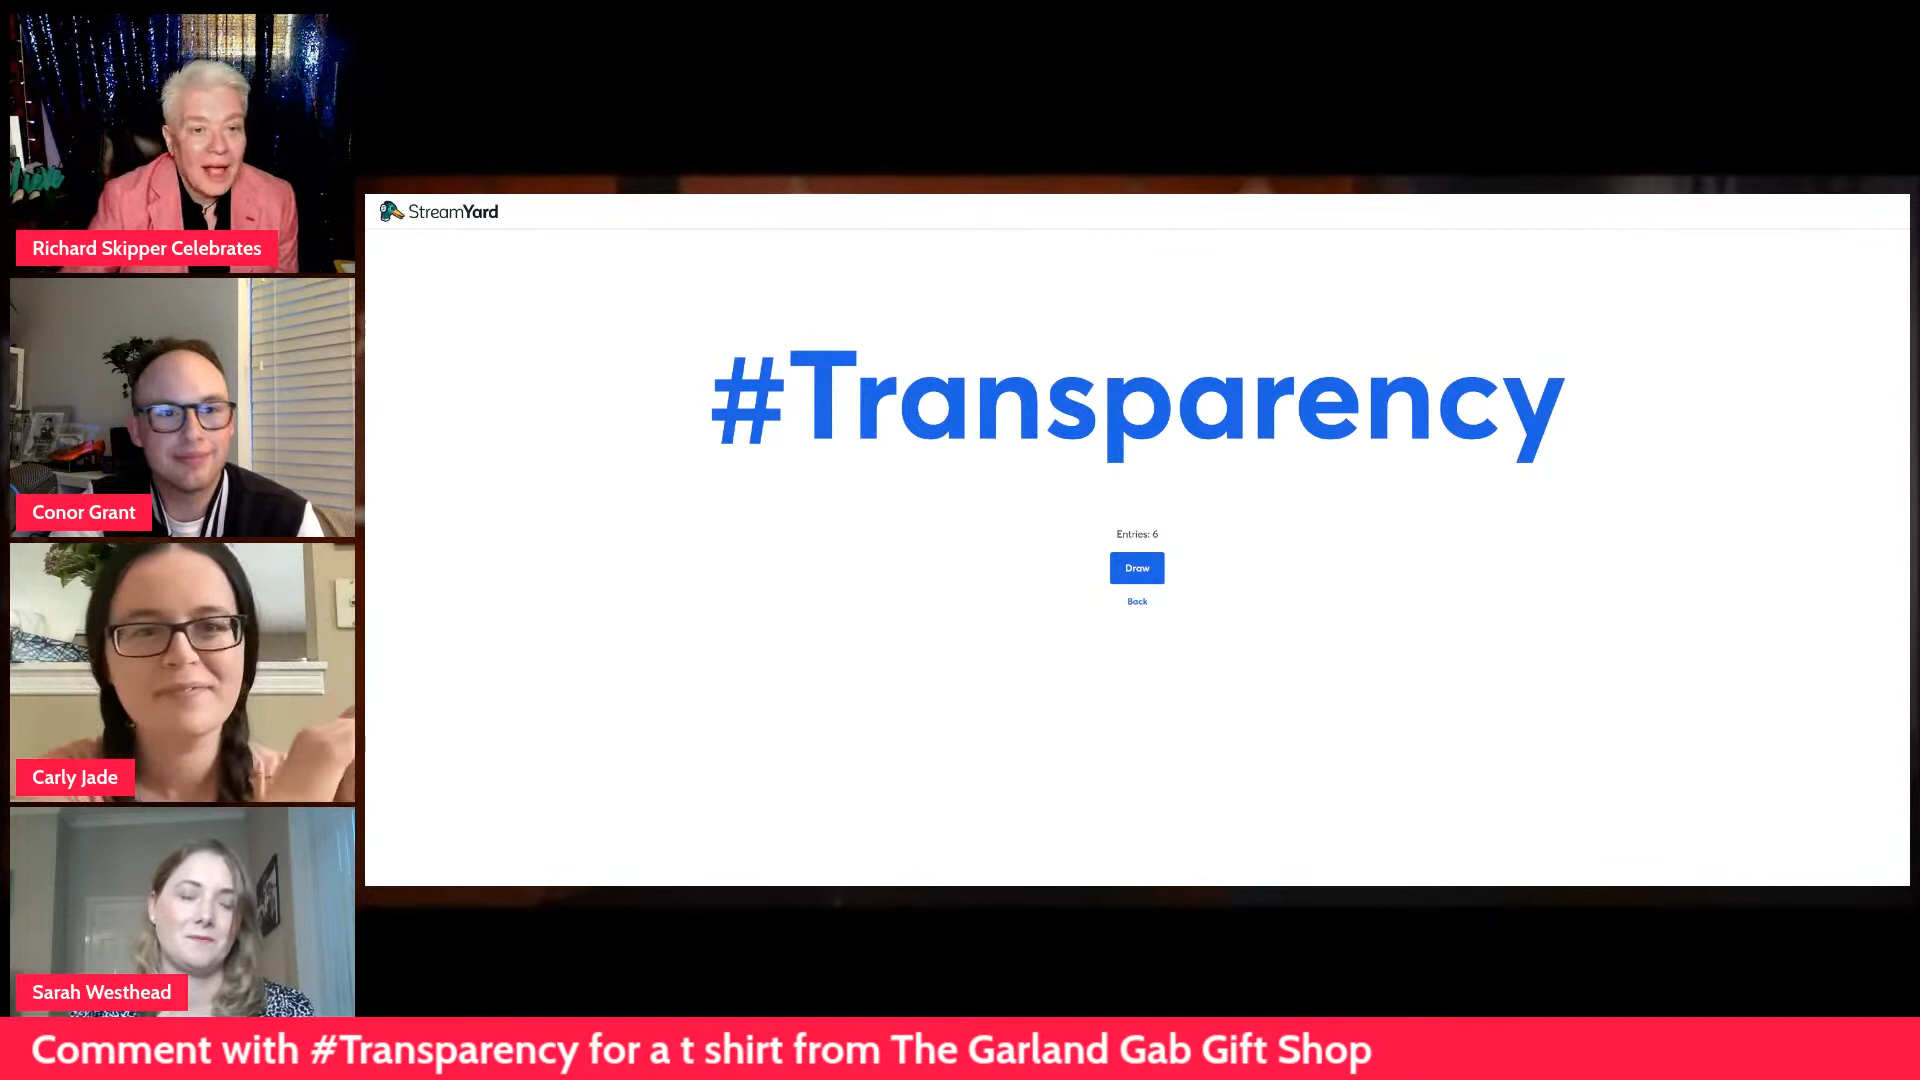 Richard Skipper Celebrates
Conor Grant
Carly Jade
Sarah Westhead
StreamYard
#Transparency
Entries: 6
Draw
Back
Comment with #Transparency for a t shirt from The Garland Gab Gift Shop